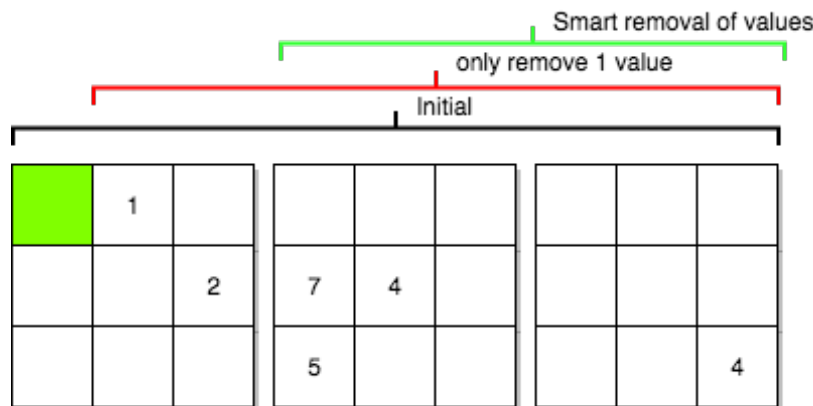 Smart removal of values
only remove 1 value
Initial
1
2 7 4
5 4